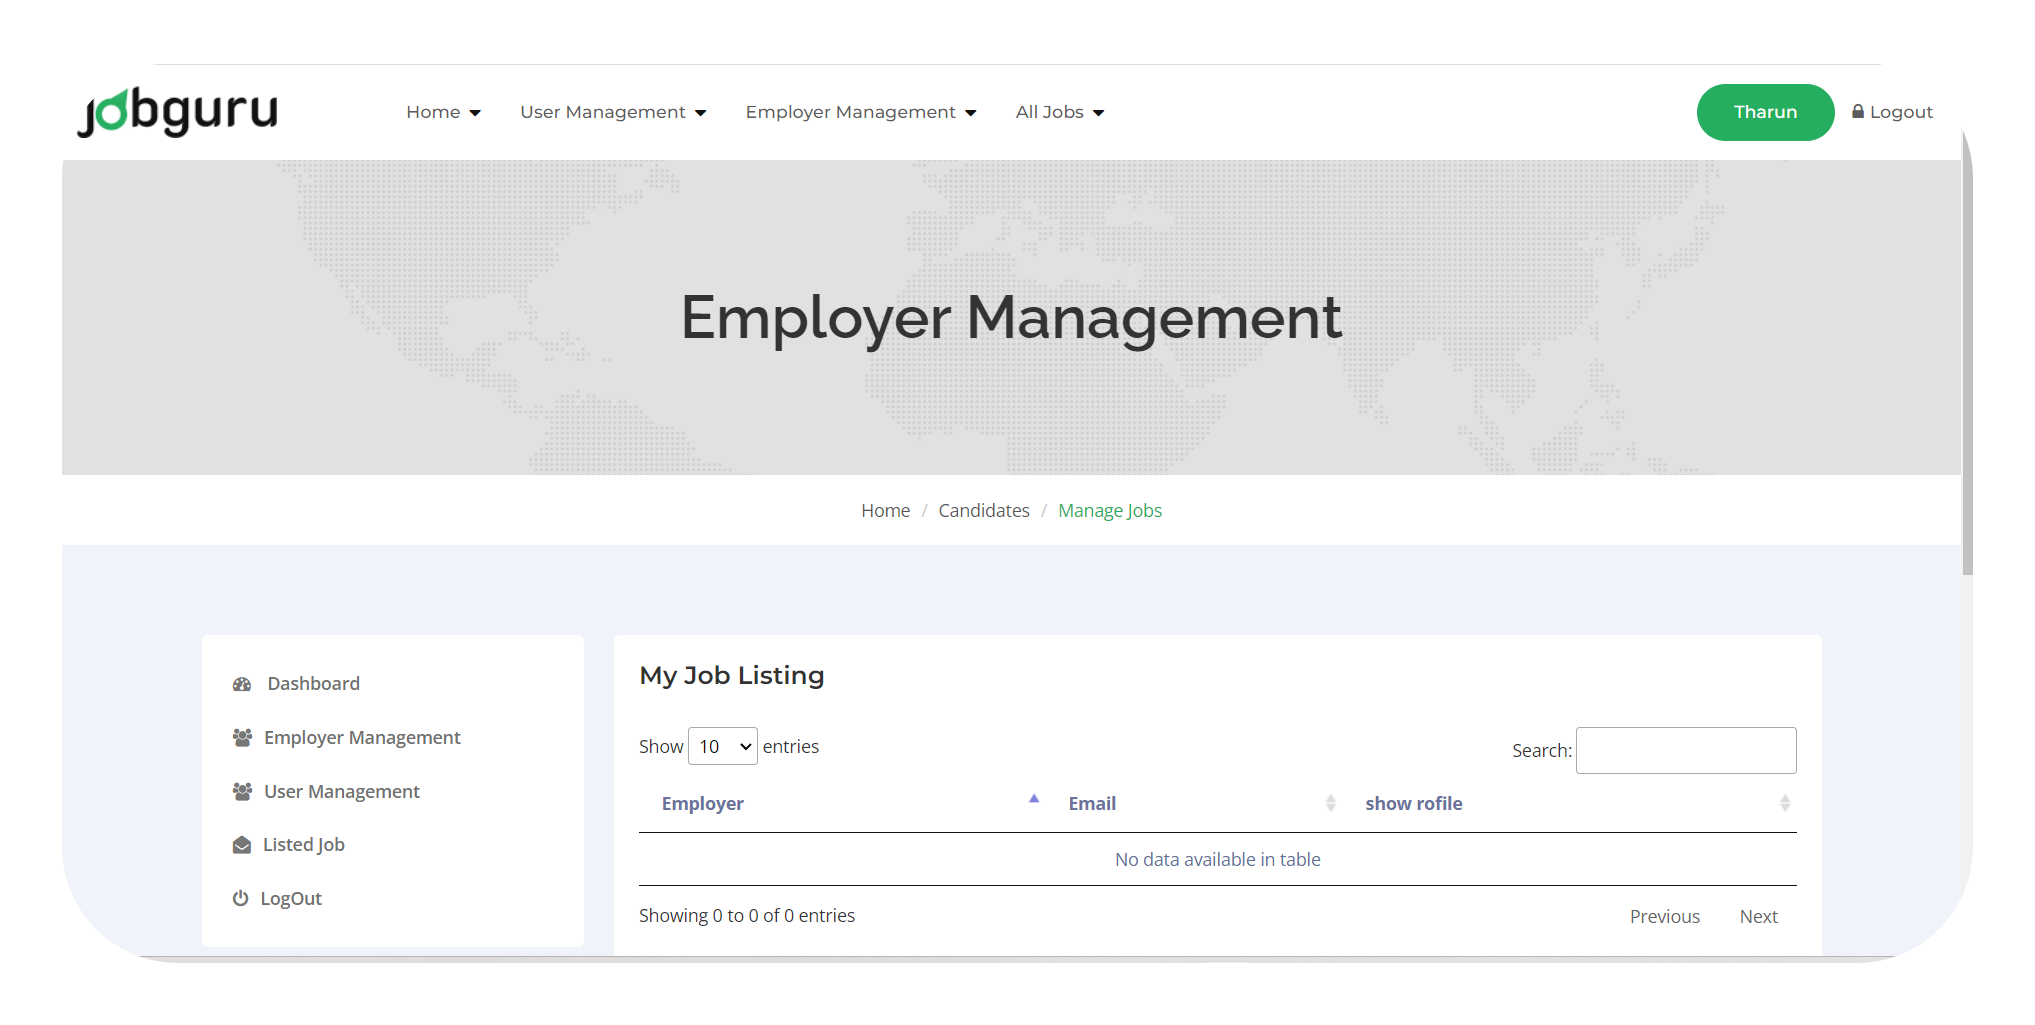 jobguru
Home User Management Employer Management All Jobs Tharun Logout
Employer Management
Home / Candidates / Manage Jobs
Dashboard
Employer Management
User Management
Listed Job
LogOut
My Job Listing
Show 10 entries Search:
Employer Email show rofile
No data available in table
Showing 0 to 0 of 0 entries Previous Next